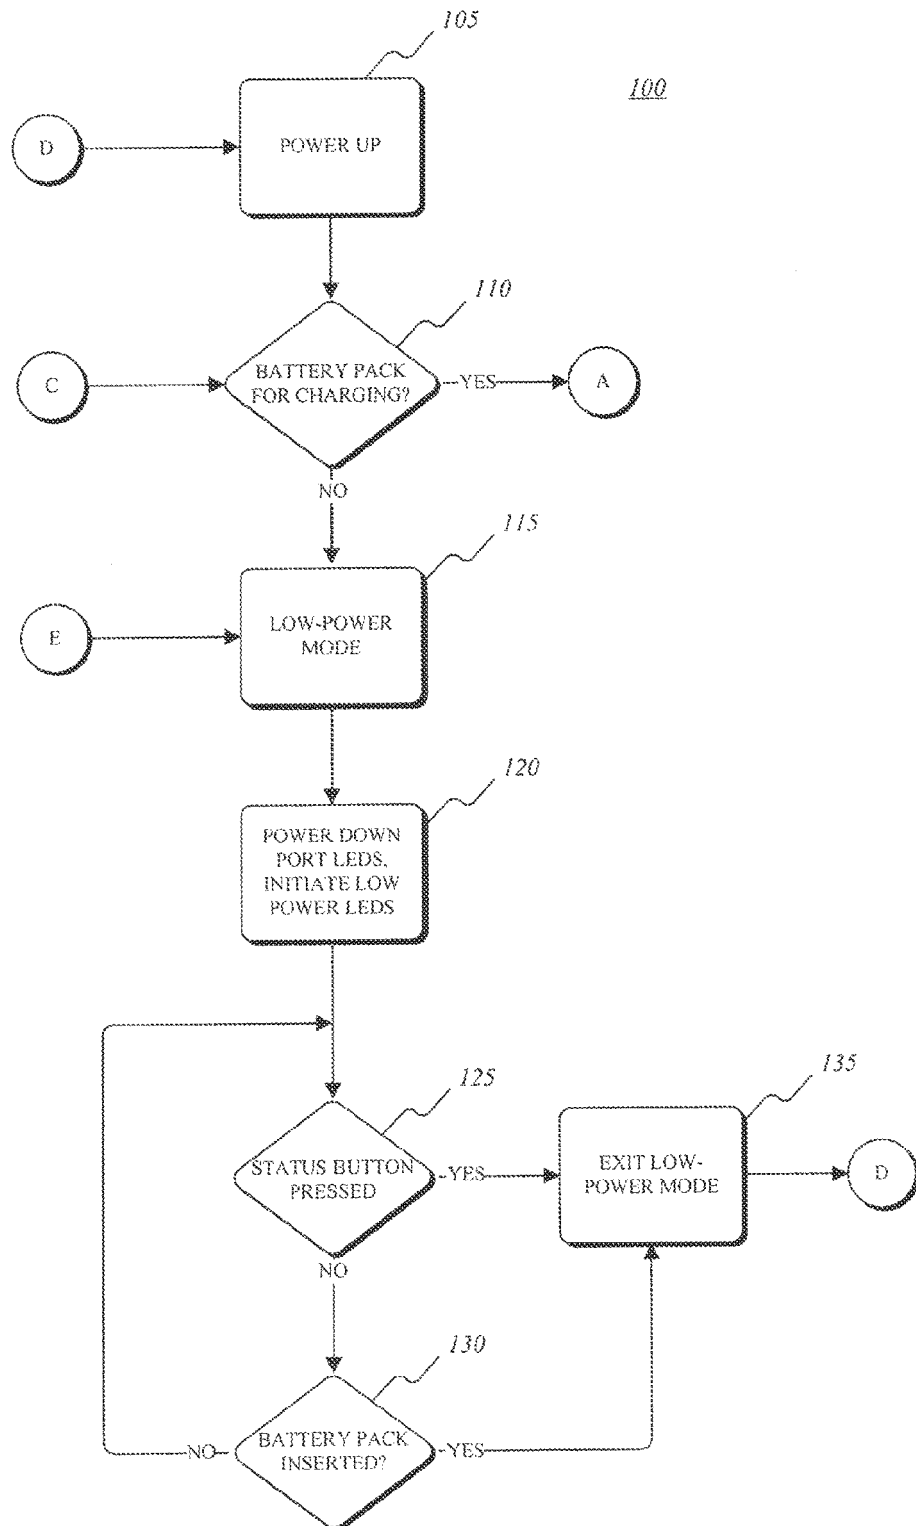 105
100
D
POWER UP
110
C
BATTERY PACK
FOR CHARGING?
YES
A
NO
115
E
LOW-POWER
MODE
120
POWER DOWN
PORT LEDS,
INITIATE LOW
POWER LEDS
125
135
STATUS BUTTON
PRESSED
YES
EXIT LOW-
POWER MODE
D
NO
130
NO
BATTERY PACK
INSERTED?
YES